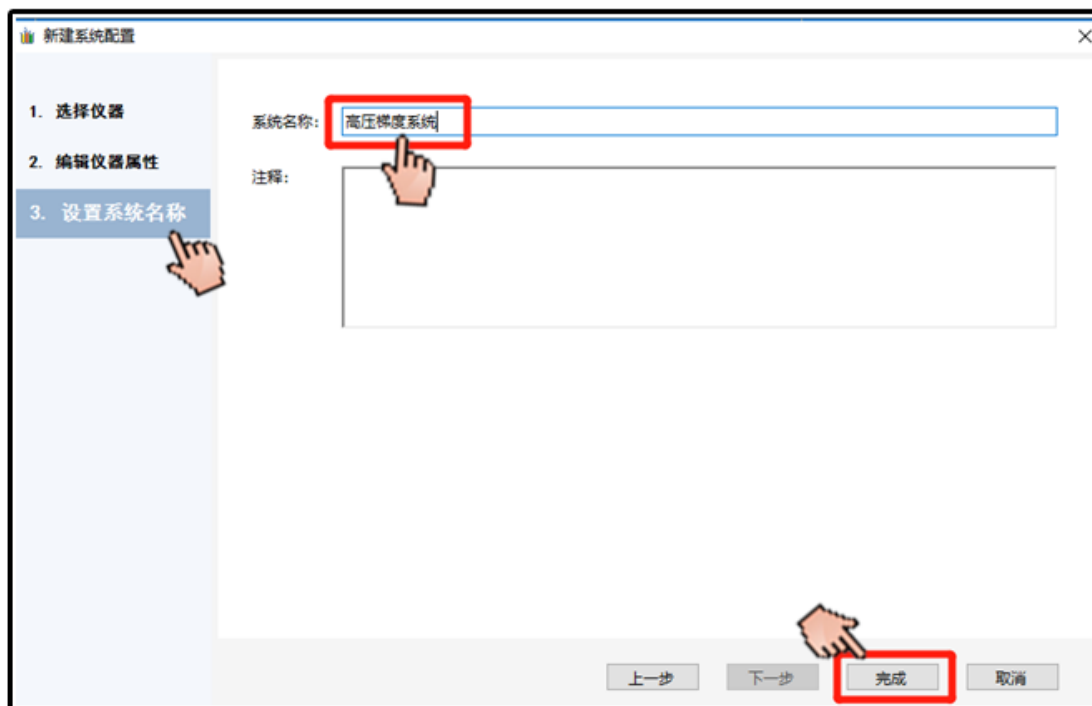 新建系统配置
1. 选择仪器
2. 编辑仪器属性
3. 设置系统名称
系统名称:
高压梯度系统
注释:
上一步
下一步
完成
取消